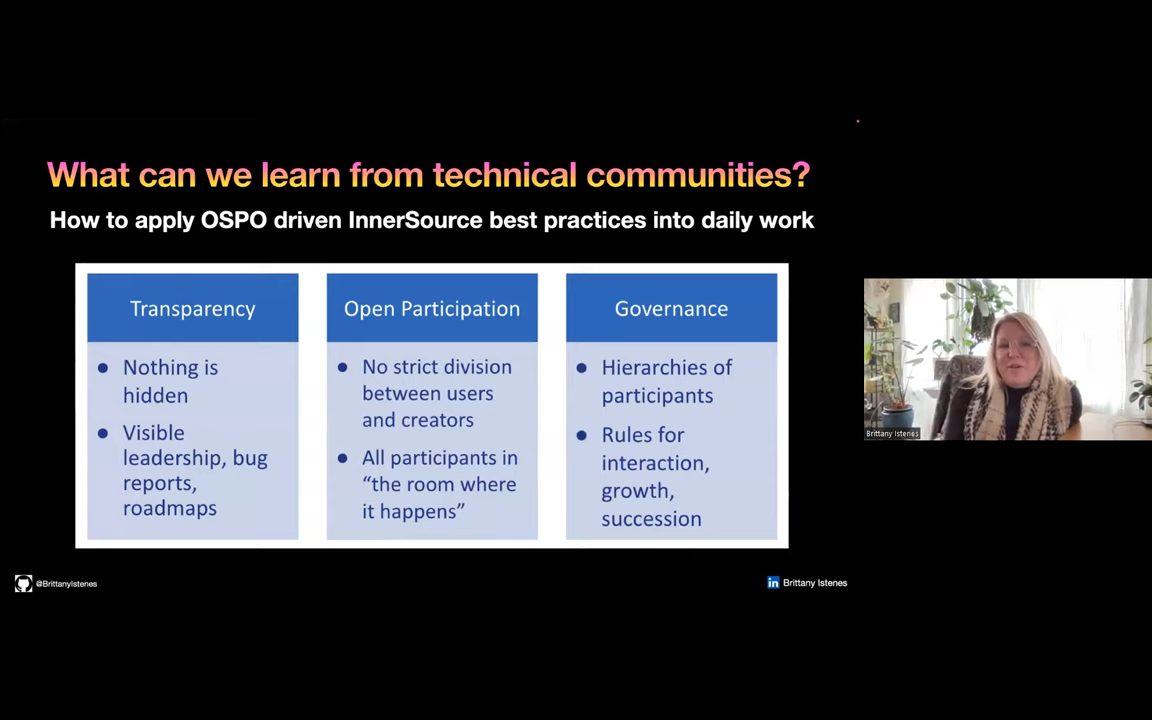 What can we learn from technical communities?
How to apply OSPO driven InnerSource best practices into daily work
Transparency
● Nothing is
hidden
● Visible
leadership, bug
reports,
roadmaps
Open Participation
● No strict division
between users
and creators
● All participants in
“the room where
it happens”
Governance
● Hierarchies of
participants
● Rules for
interaction,
growth,
succession
Brittany Istenes
@BrittanyIstenes
in Brittany Istenes